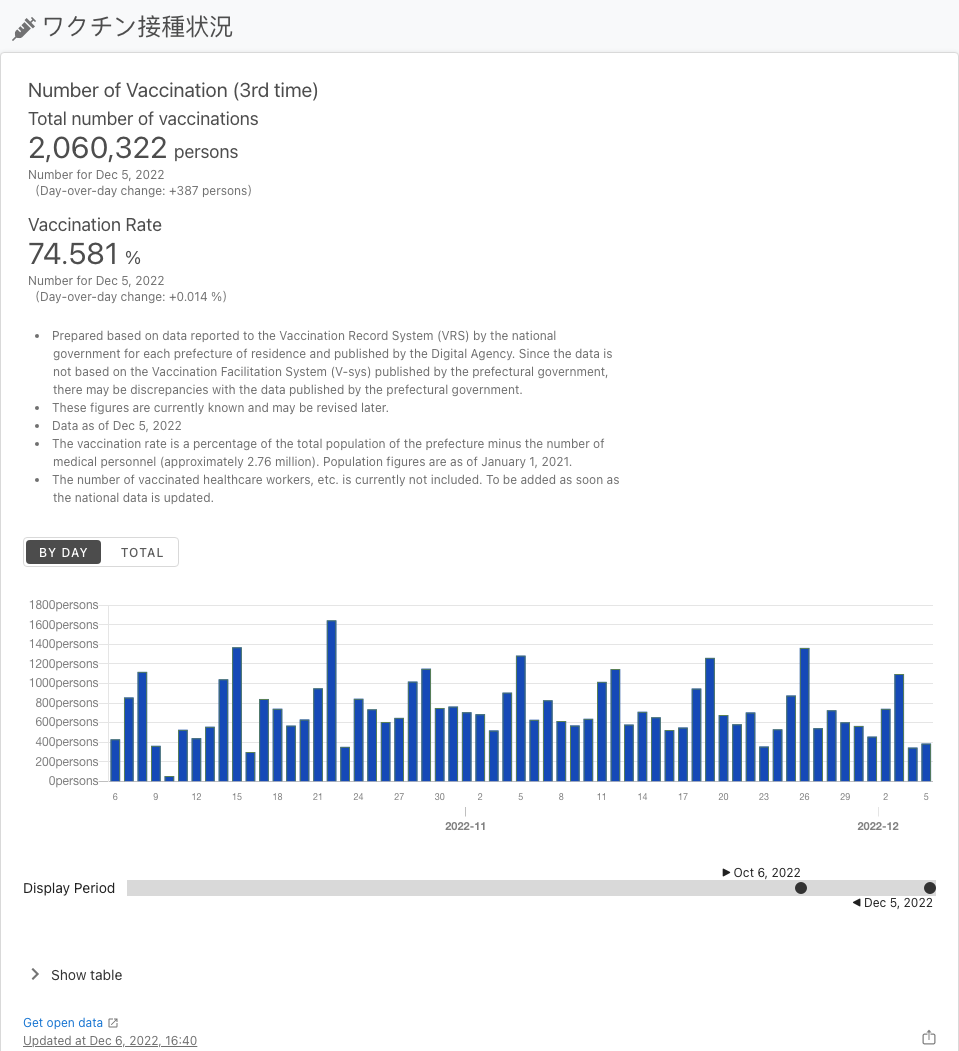 ワクチン接種状況
Number of Vaccination (3rd time)
Total number of vaccinations
2,060,322 persons
Number for Dec 5, 2022
(Day-over-day change: +387 persons)
Vaccination Rate
74.581 %
Number for Dec 5, 2022
(Day-over-day change: +0.014 %)
• Prepared based on data reported to the Vaccination Record System (VRS) by the national
government for each prefecture of residence and published by the Digital Agency. Since the data is
not based on the Vaccination Facilitation System (V-sys) published by the prefectural government,
there may be discrepancies with the data published by the prefectural government.
• These figures are currently known and may be revised later.
• Data as of Dec 5, 2022
• The vaccination rate is a percentage of the total population of the prefecture minus the number of
medical personnel (approximately 2.76 million). Population figures are as of January 1, 2021.
• The number of vaccinated healthcare workers, etc. is currently not included. To be added as soon as
the national data is updated.
BY DAY TOTAL
1800persons
1600persons
1400persons
1200persons
1000persons
800persons
600persons
400persons
200persons
0persons
6 9 12 15 18 21 24 27 30 2 5 8 11 14 17 20 23 26 29 2 5
2022-11 2022-12
Oct 6, 2022
Display Period
Dec 5, 2022
Show table
Get open data
Updated at Dec 6, 2022, 16:40